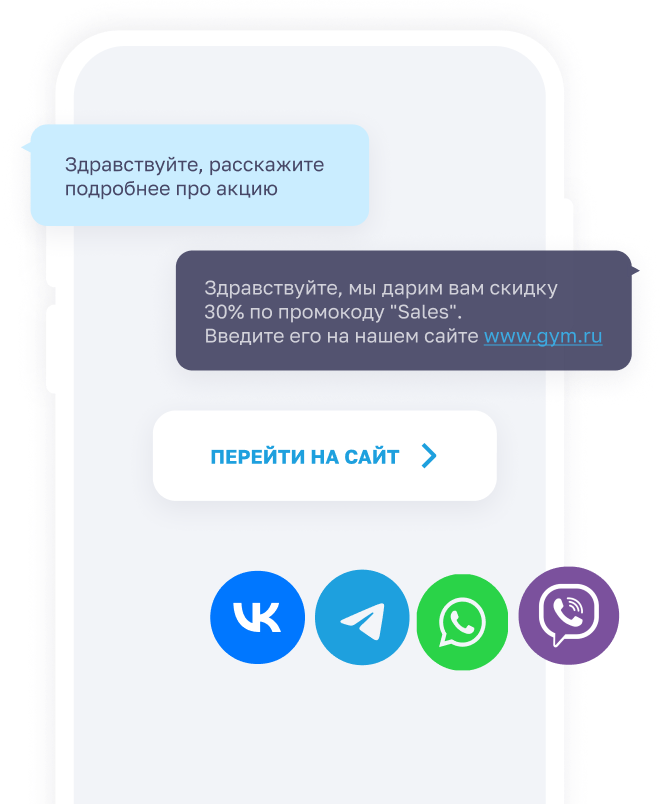 Здравствуйте, расскажите
подробнее про акцию
Здравствуйте, мы дарим вам скидку
30% по промокоду "Sales".
Введите его на нашем сайте www.gym.ru
ПЕРЕЙТИ НА САЙТ